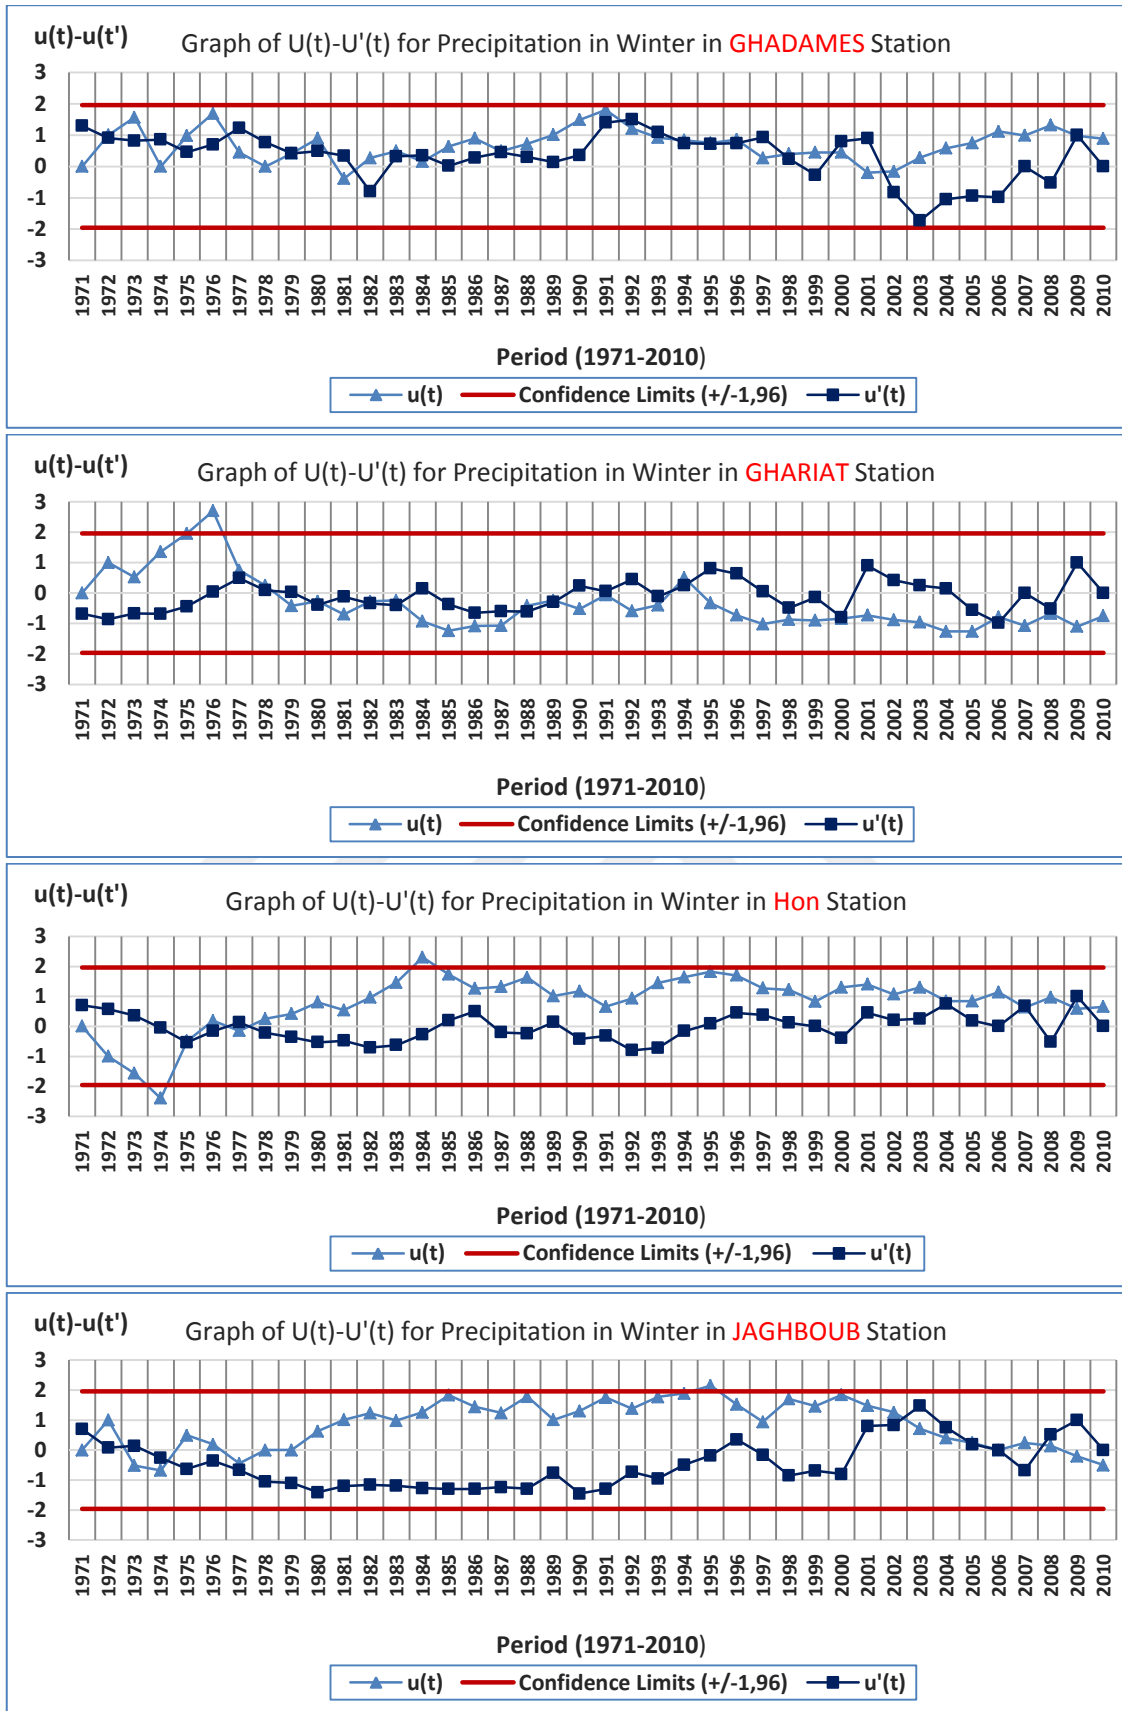 u(t)-u(t')
Graph of U(t)-U'(t) for Precipitation in Winter in GHADAMES Station
3
2
1
0
-1
-2
-3
1971 1972 1973 1974 1975 1976 1977 1978 1979 1980 1981 1982 1983 1984 1985 1986 1987 1988 1989 1990 1991 1992 1993 1994 1995 1996 1997 1998 1999 2000 2001 2002 2003 2004 2005 2006 2007 2008 2009 2010
Period (1971-2010)
u(t) Confidence Limits (+/-1,96) u'(t)
u(t)-u(t')
Graph of U(t)-U'(t) for Precipitation in Winter in GHARIAT Station
3
2
1
0
-1
-2
-3
1971 1972 1973 1974 1975 1976 1977 1978 1979 1980 1981 1982 1983 1984 1985 1986 1987 1988 1989 1990 1991 1992 1993 1994 1995 1996 1997 1998 1999 2000 2001 2002 2003 2004 2005 2006 2007 2008 2009 2010
Period (1971-2010)
u(t) Confidence Limits (+/-1,96) u'(t)
u(t)-u(t')
Graph of U(t)-U'(t) for Precipitation in Winter in Hon Station
3
2
1
0
-1
-2
-3
1971 1972 1973 1974 1975 1976 1977 1978 1979 1980 1981 1982 1983 1984 1985 1986 1987 1988 1989 1990 1991 1992 1993 1994 1995 1996 1997 1998 1999 2000 2001 2002 2003 2004 2005 2006 2007 2008 2009 2010
Period (1971-2010)
u(t) Confidence Limits (+/-1,96) u'(t)
u(t)-u(t')
Graph of U(t)-U'(t) for Precipitation in Winter in JAGHBOUB Station
3
2
1
0
-1
-2
-3
1971 1972 1973 1974 1975 1976 1977 1978 1979 1980 1981 1982 1983 1984 1985 1986 1987 1988 1989 1990 1991 1992 1993 1994 1995 1996 1997 1998 1999 2000 2001 2002 2003 2004 2005 2006 2007 2008 2009 2010
Period (1971-2010)
u(t) Confidence Limits (+/-1,96) u'(t)